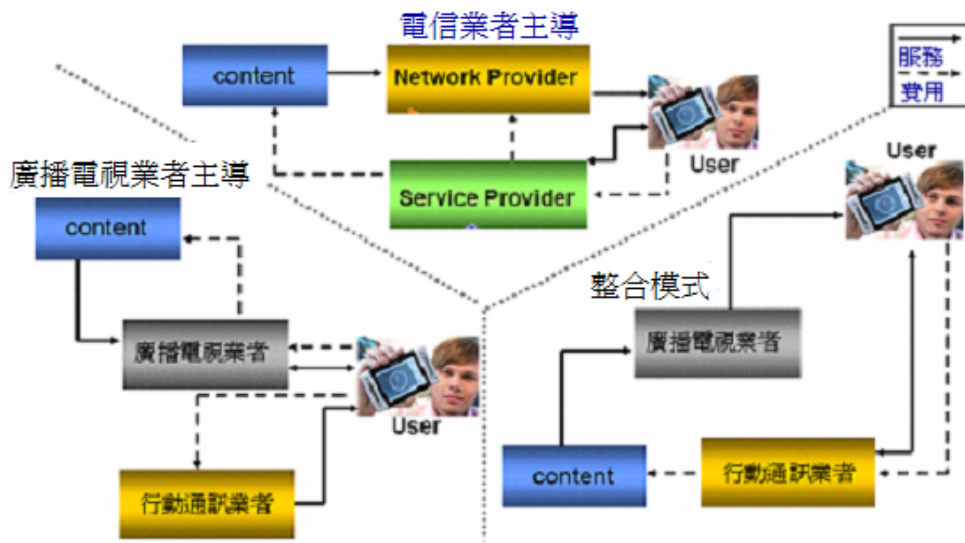 電信業者主導
content
Network Provider
User
Service Provider
服務
費用
廣播電視業者主導
content
廣播電視業者
User
行動通訊業者
User
整合模式
廣播電視業者
content
行動通訊業者